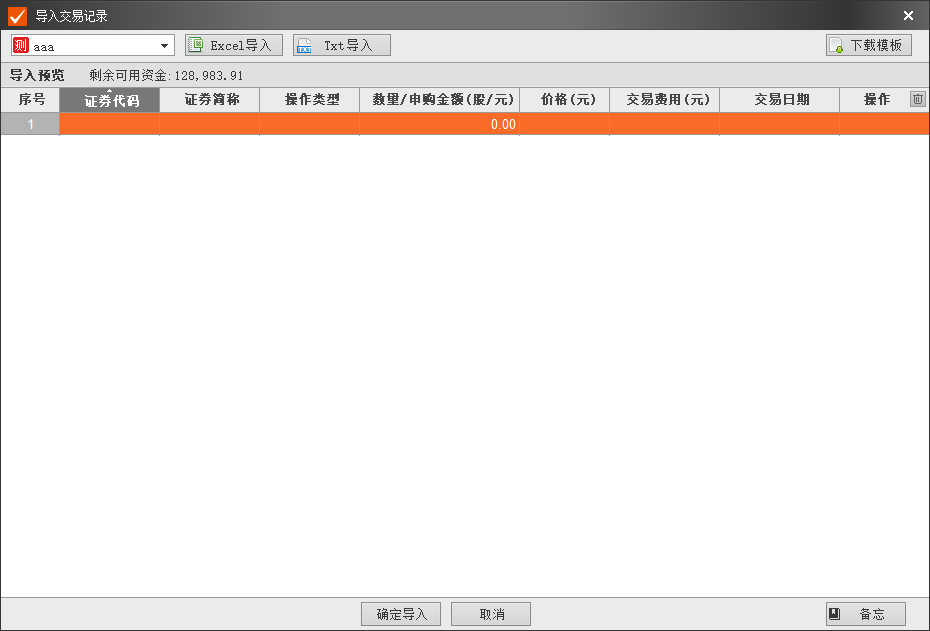 导入交易记录
测 aaa Excel导入 Txt导入 下载模板
导入预览 剩余可用资金:128,983.91
序号 证券代码 证券简称 操作类型 数量/申购金额(股/元) 价格(元) 交易费用(元) 交易日期 操作
1 0.00
确定导入 取消 备忘